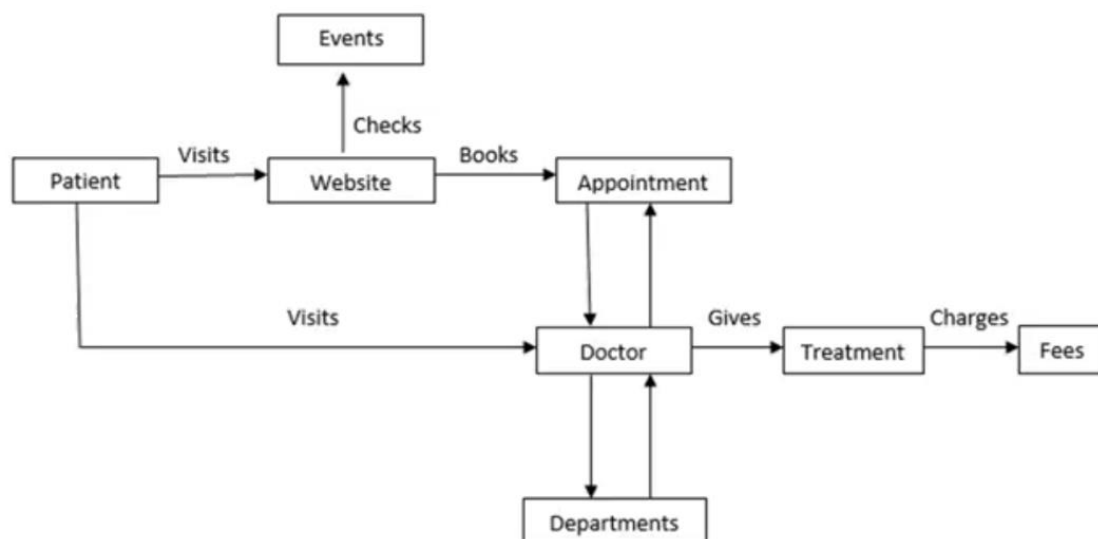 Events
Checks
Visits
Books
Patient
Website
Appointment
Visits
Gives
Charges
Doctor
Treatment
Fees
Departments